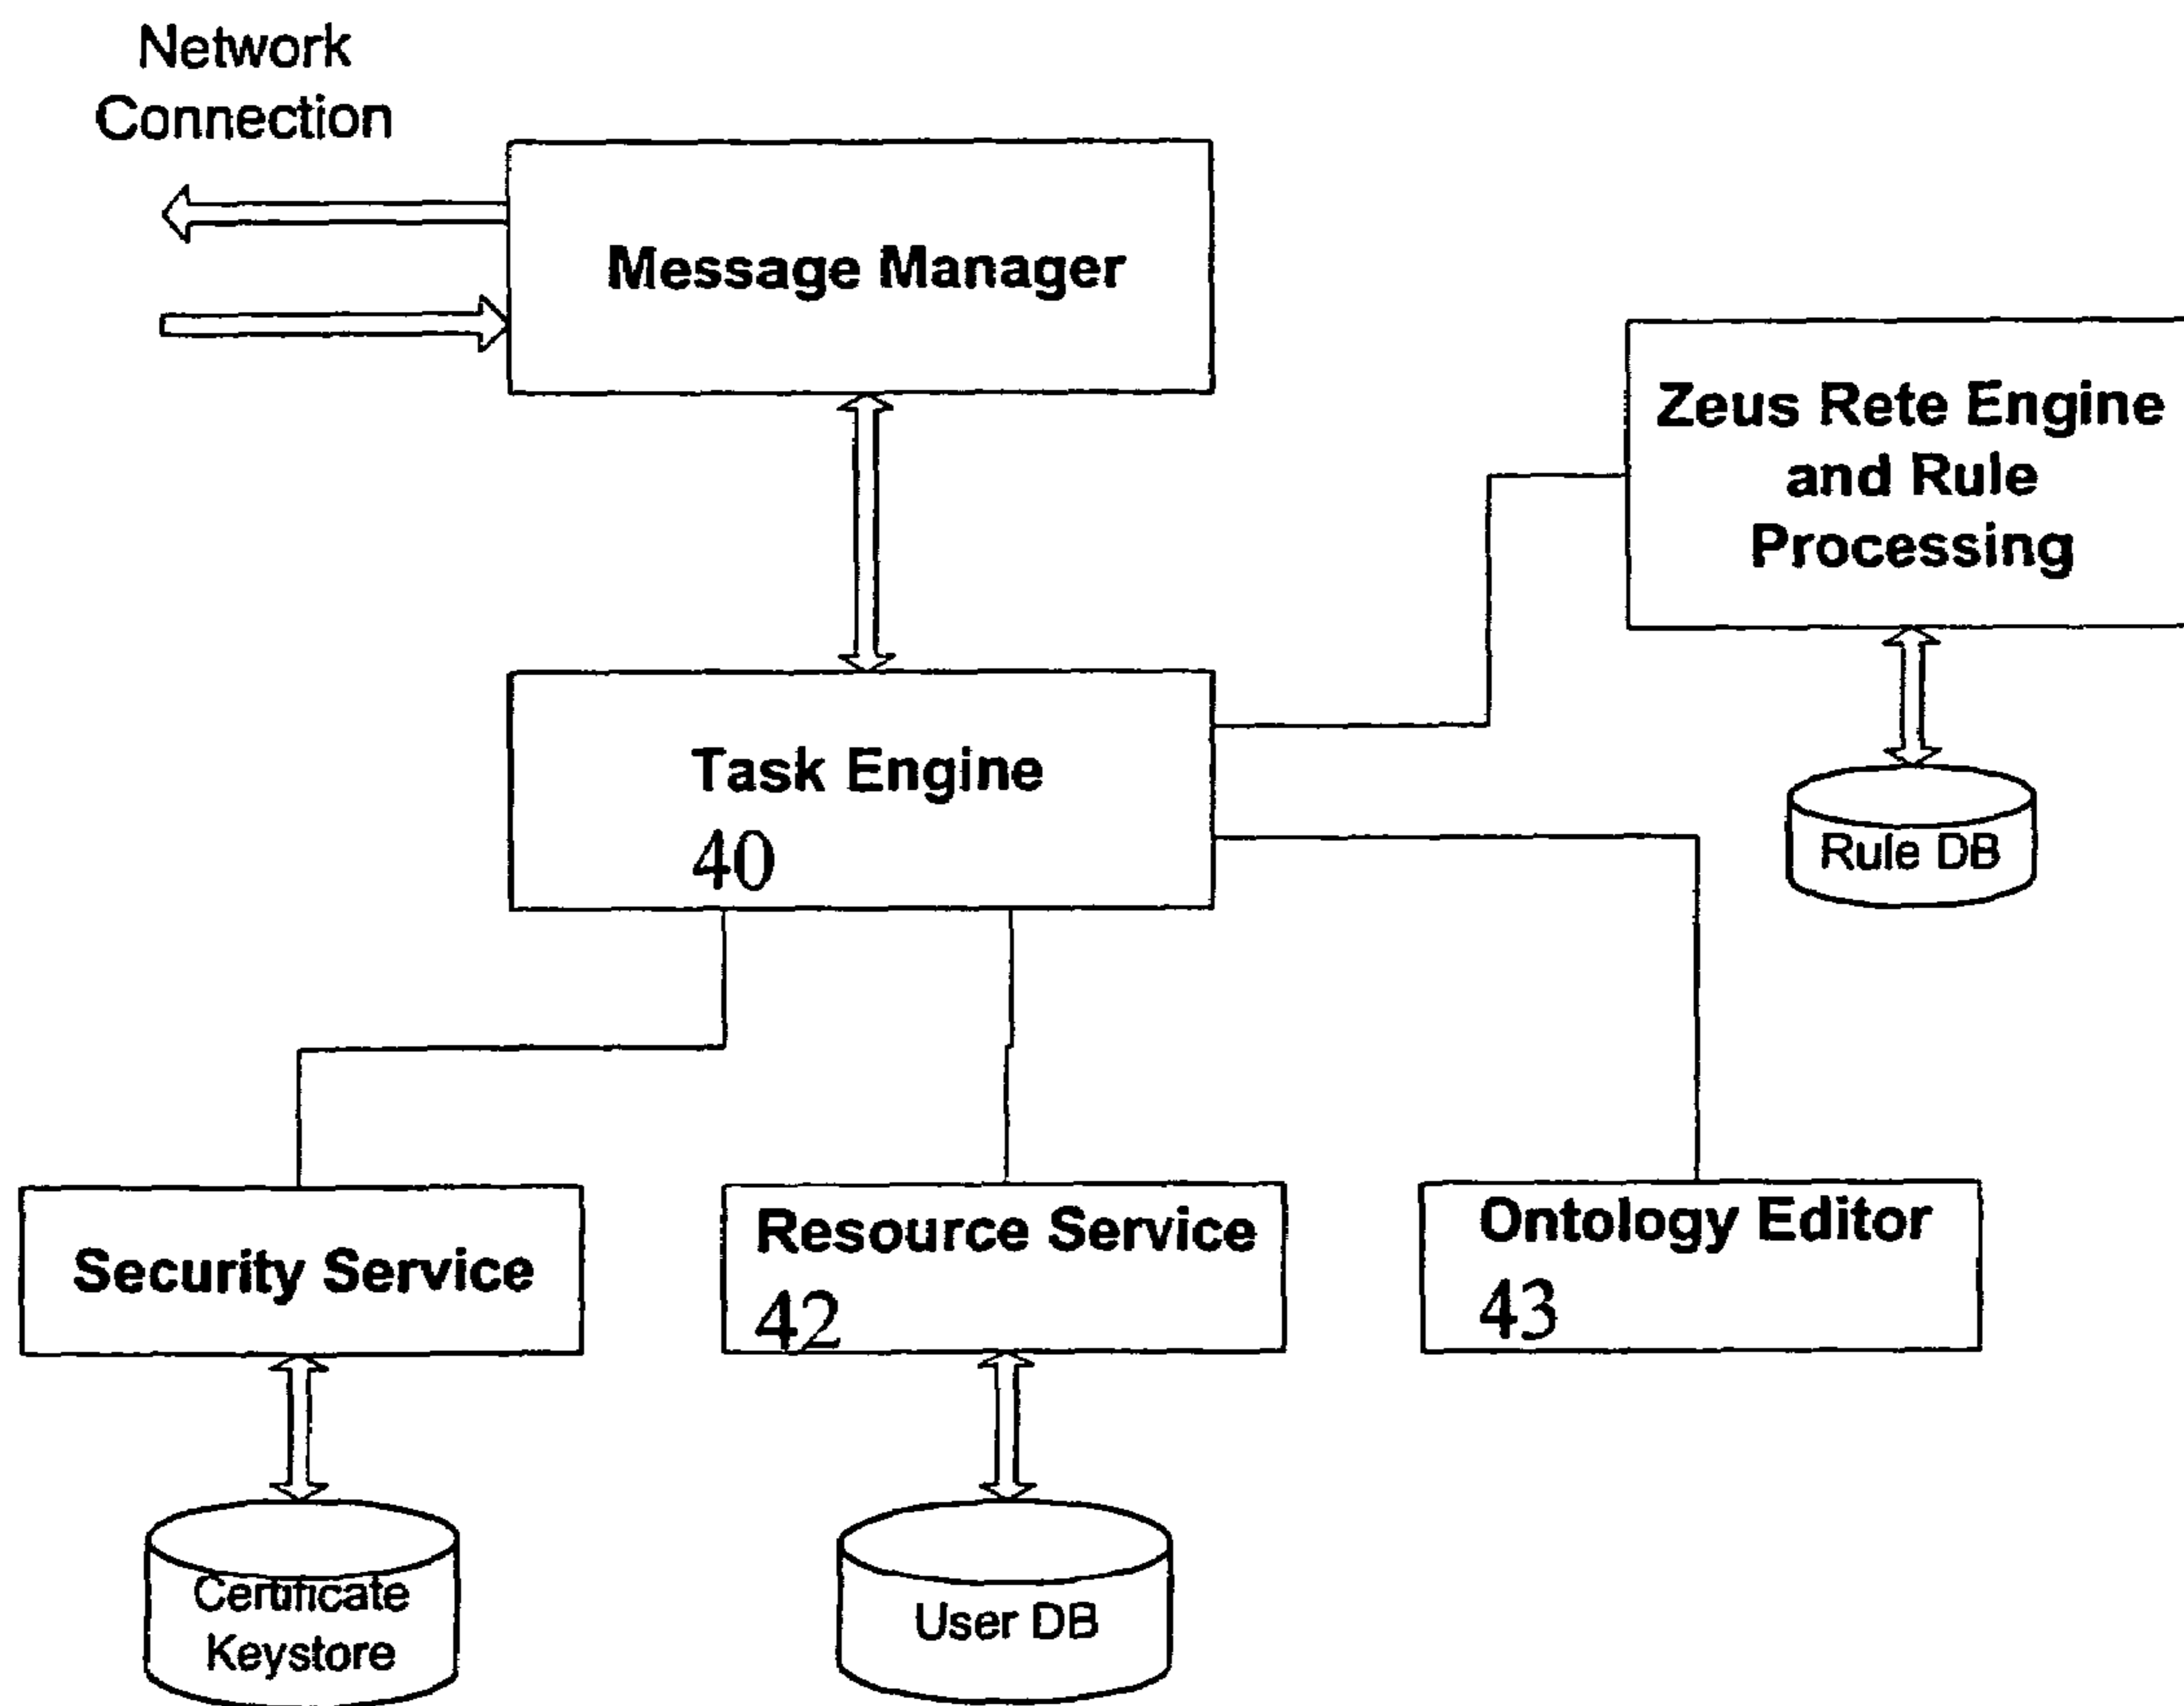 Network
Connection
Message Manager
Zeus Rete Engine
and Rule
Processing
Task Engine
40
Rule DB
Security Service
Resource Service
42
Ontology Editor
43
Certificate
Keystore
User DB